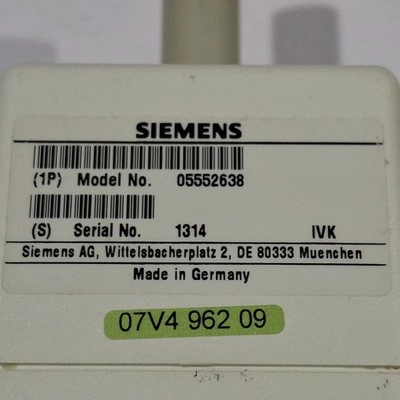 SIEMENS
(1P) Model No. 05552638
(S) Serial No. 1314 IVK
Siemens AG, Wittelsbacherplatz 2, DE 80333 Muenchen
Made in Germany
07V4 962 09